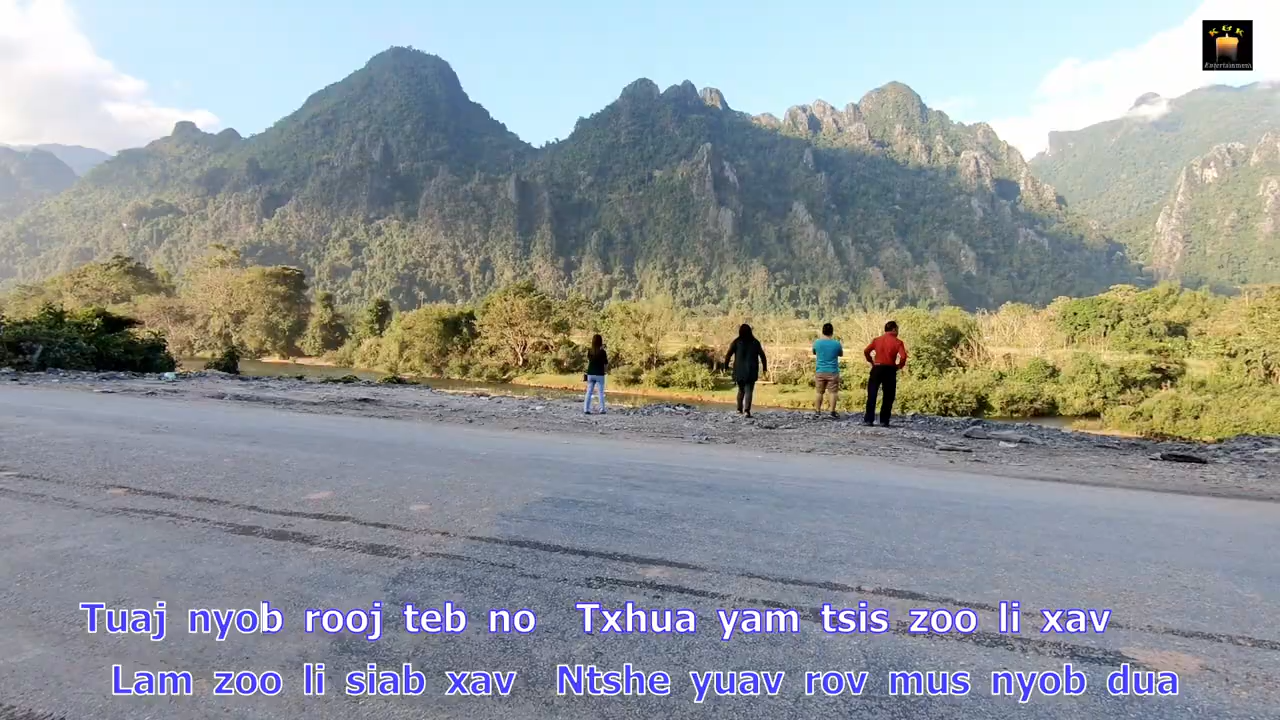 K & K
Entertainment
Tuaj nyob rooj teb no Txhua yam tsis zoo li xav
Lam zoo li siab xav Ntshe yuav rov mus nyob dua